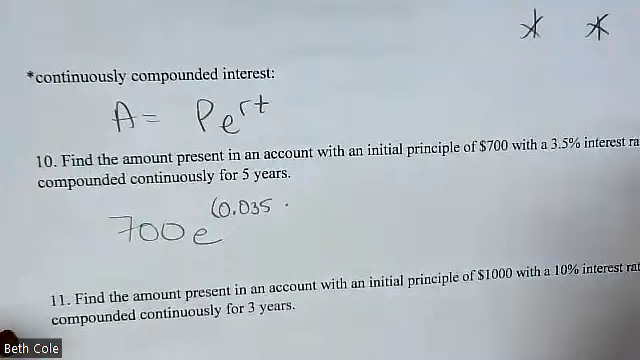 * *
*continuously compounded interest:
A = Pe^rt
10. Find the amount present in an account with an initial principle of $700 with a 3.5% interest ra
compounded continuously for 5 years.
700e^(0.035 ·
11. Find the amount present in an account with an initial principle of $1000 with a 10% interest rat
compounded continuously for 3 years.
Beth Cole